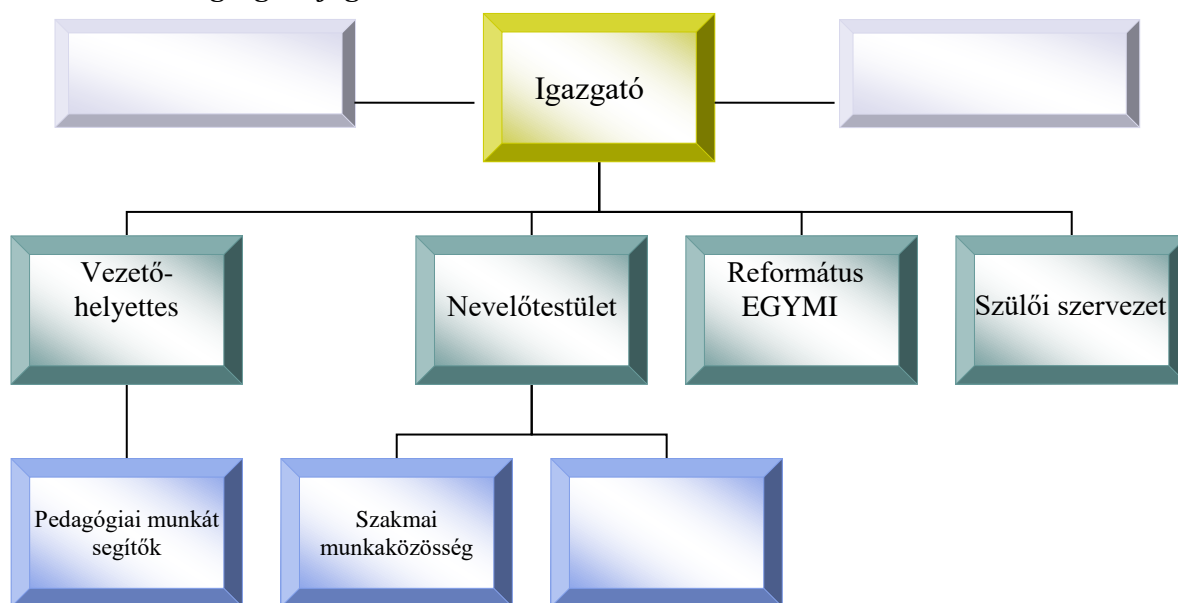 Igazgató
Vezető-
helyettes
Nevelőtestület
Református
EGYMI
Szülői szervezet
Pedagógiai munkát
segítők
Szakmai
munkaközösség